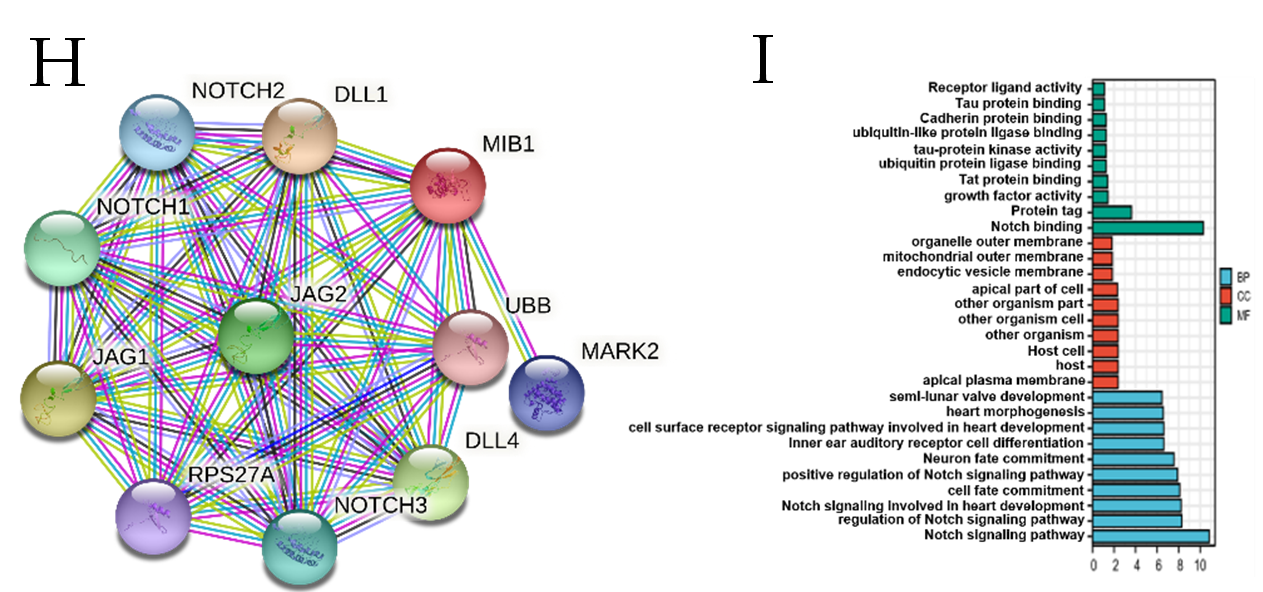 H
NOTCH2
DLL1
MIB1
NOTCH1
JAG2
UBB
MARK2
JAG1
DLL4
RPS27A
NOTCH3
I
Receptor ligand activity
Tau protein binding
Cadherin protein binding
ubiquitin-like protein ligase binding
tau-protein kinase activity
ubiquitin protein ligase binding
Tat protein binding
growth factor activity
Protein tag
Notch binding
organelle outer membrane
mitochondrial outer membrane
endocytic vesicle membrane
apical part of cell
other organism part
other organism cell
other organism
Host cell
host
apical plasma membrane
semi-lunar valve development
heart morphogenesis
cell surface receptor signaling pathway involved in heart development
Inner ear auditory receptor cell differentiation
Neuron fate commitment
positive regulation of Notch signaling pathway
cell fate commitment
Notch signaling involved in heart development
regulation of Notch signaling pathway
Notch signaling pathway
0 2 4 6 8 10
BP
CC
MF